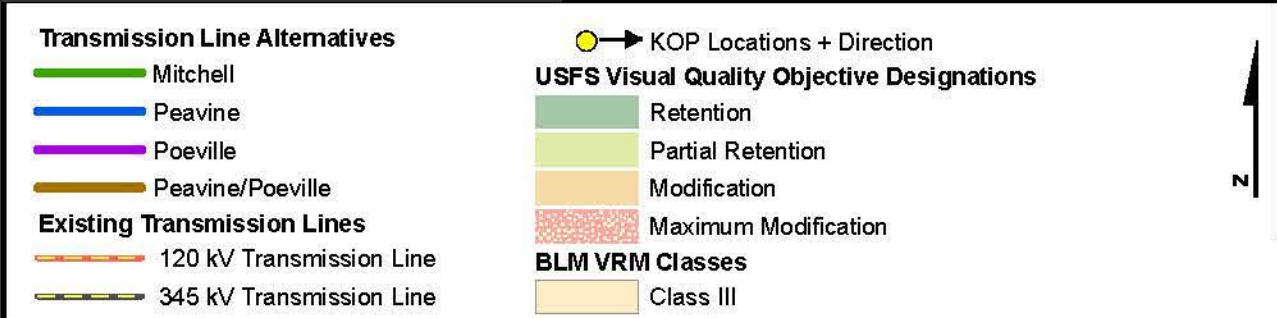 Transmission Line Alternatives
Mitchell
Peavine
Poeville
Peavine/Poeville
Existing Transmission Lines
120 kV Transmission Line
345 kV Transmission Line
KOP Locations + Direction
USFS Visual Quality Objective Designations
Retention
Partial Retention
Modification
Maximum Modification
BLM VRM Classes
Class III
N